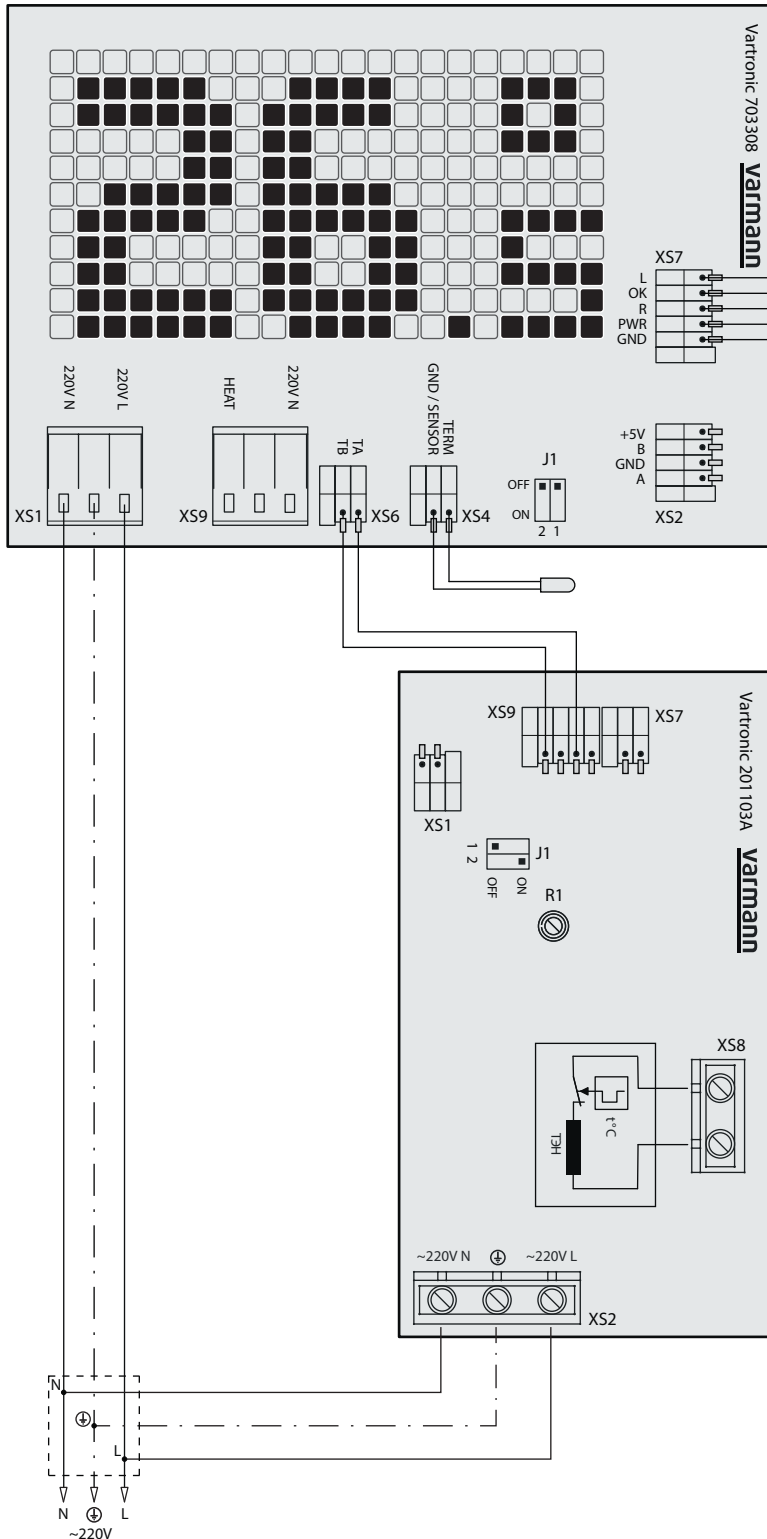 26.°c
Vartronic 703308
varmann
XS7
L
OK
R
PWR
GND
+5V
B
GND
A
XS2
220V N
220V L
XS1
HEAT
220V N
XS9
TB
TA
XS6
GND / SENSOR
TERM
XS4
J1
OFF
ON
2 1
Vartronic 201103A
varmann
XS9
XS7
XS1
1
2
J1
OFF
ON
R1
XS8
t°C
ТЭН
~220V N
~220V L
XS2
N
L
N
L
~220V